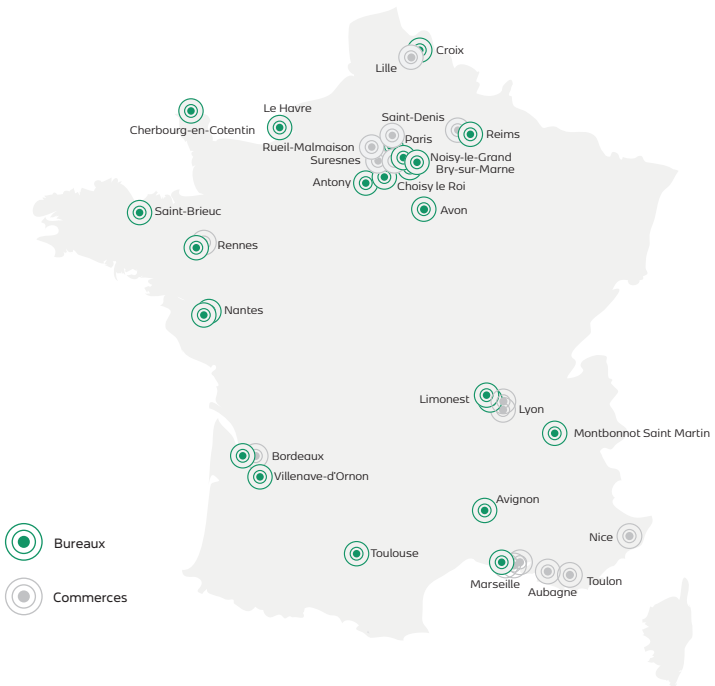 Croix
Lille
Cherbourg-en-Cotentin
Le Havre
Saint-Denis
Paris
Reims
Rueil-Malmaison
Suresnes
Noisy-le-Grand
Bry-sur-Marne
Antony
Choisy le Roi
Saint-Brieuc
Avon
Rennes
Nantes
Limonest
Lyon
Montbonnot Saint Martin
Bordeaux
Villenave-d'Ornon
Avignon
Nice
Bureaux
Toulouse
Marseille
Aubagne
Toulon
Commerces